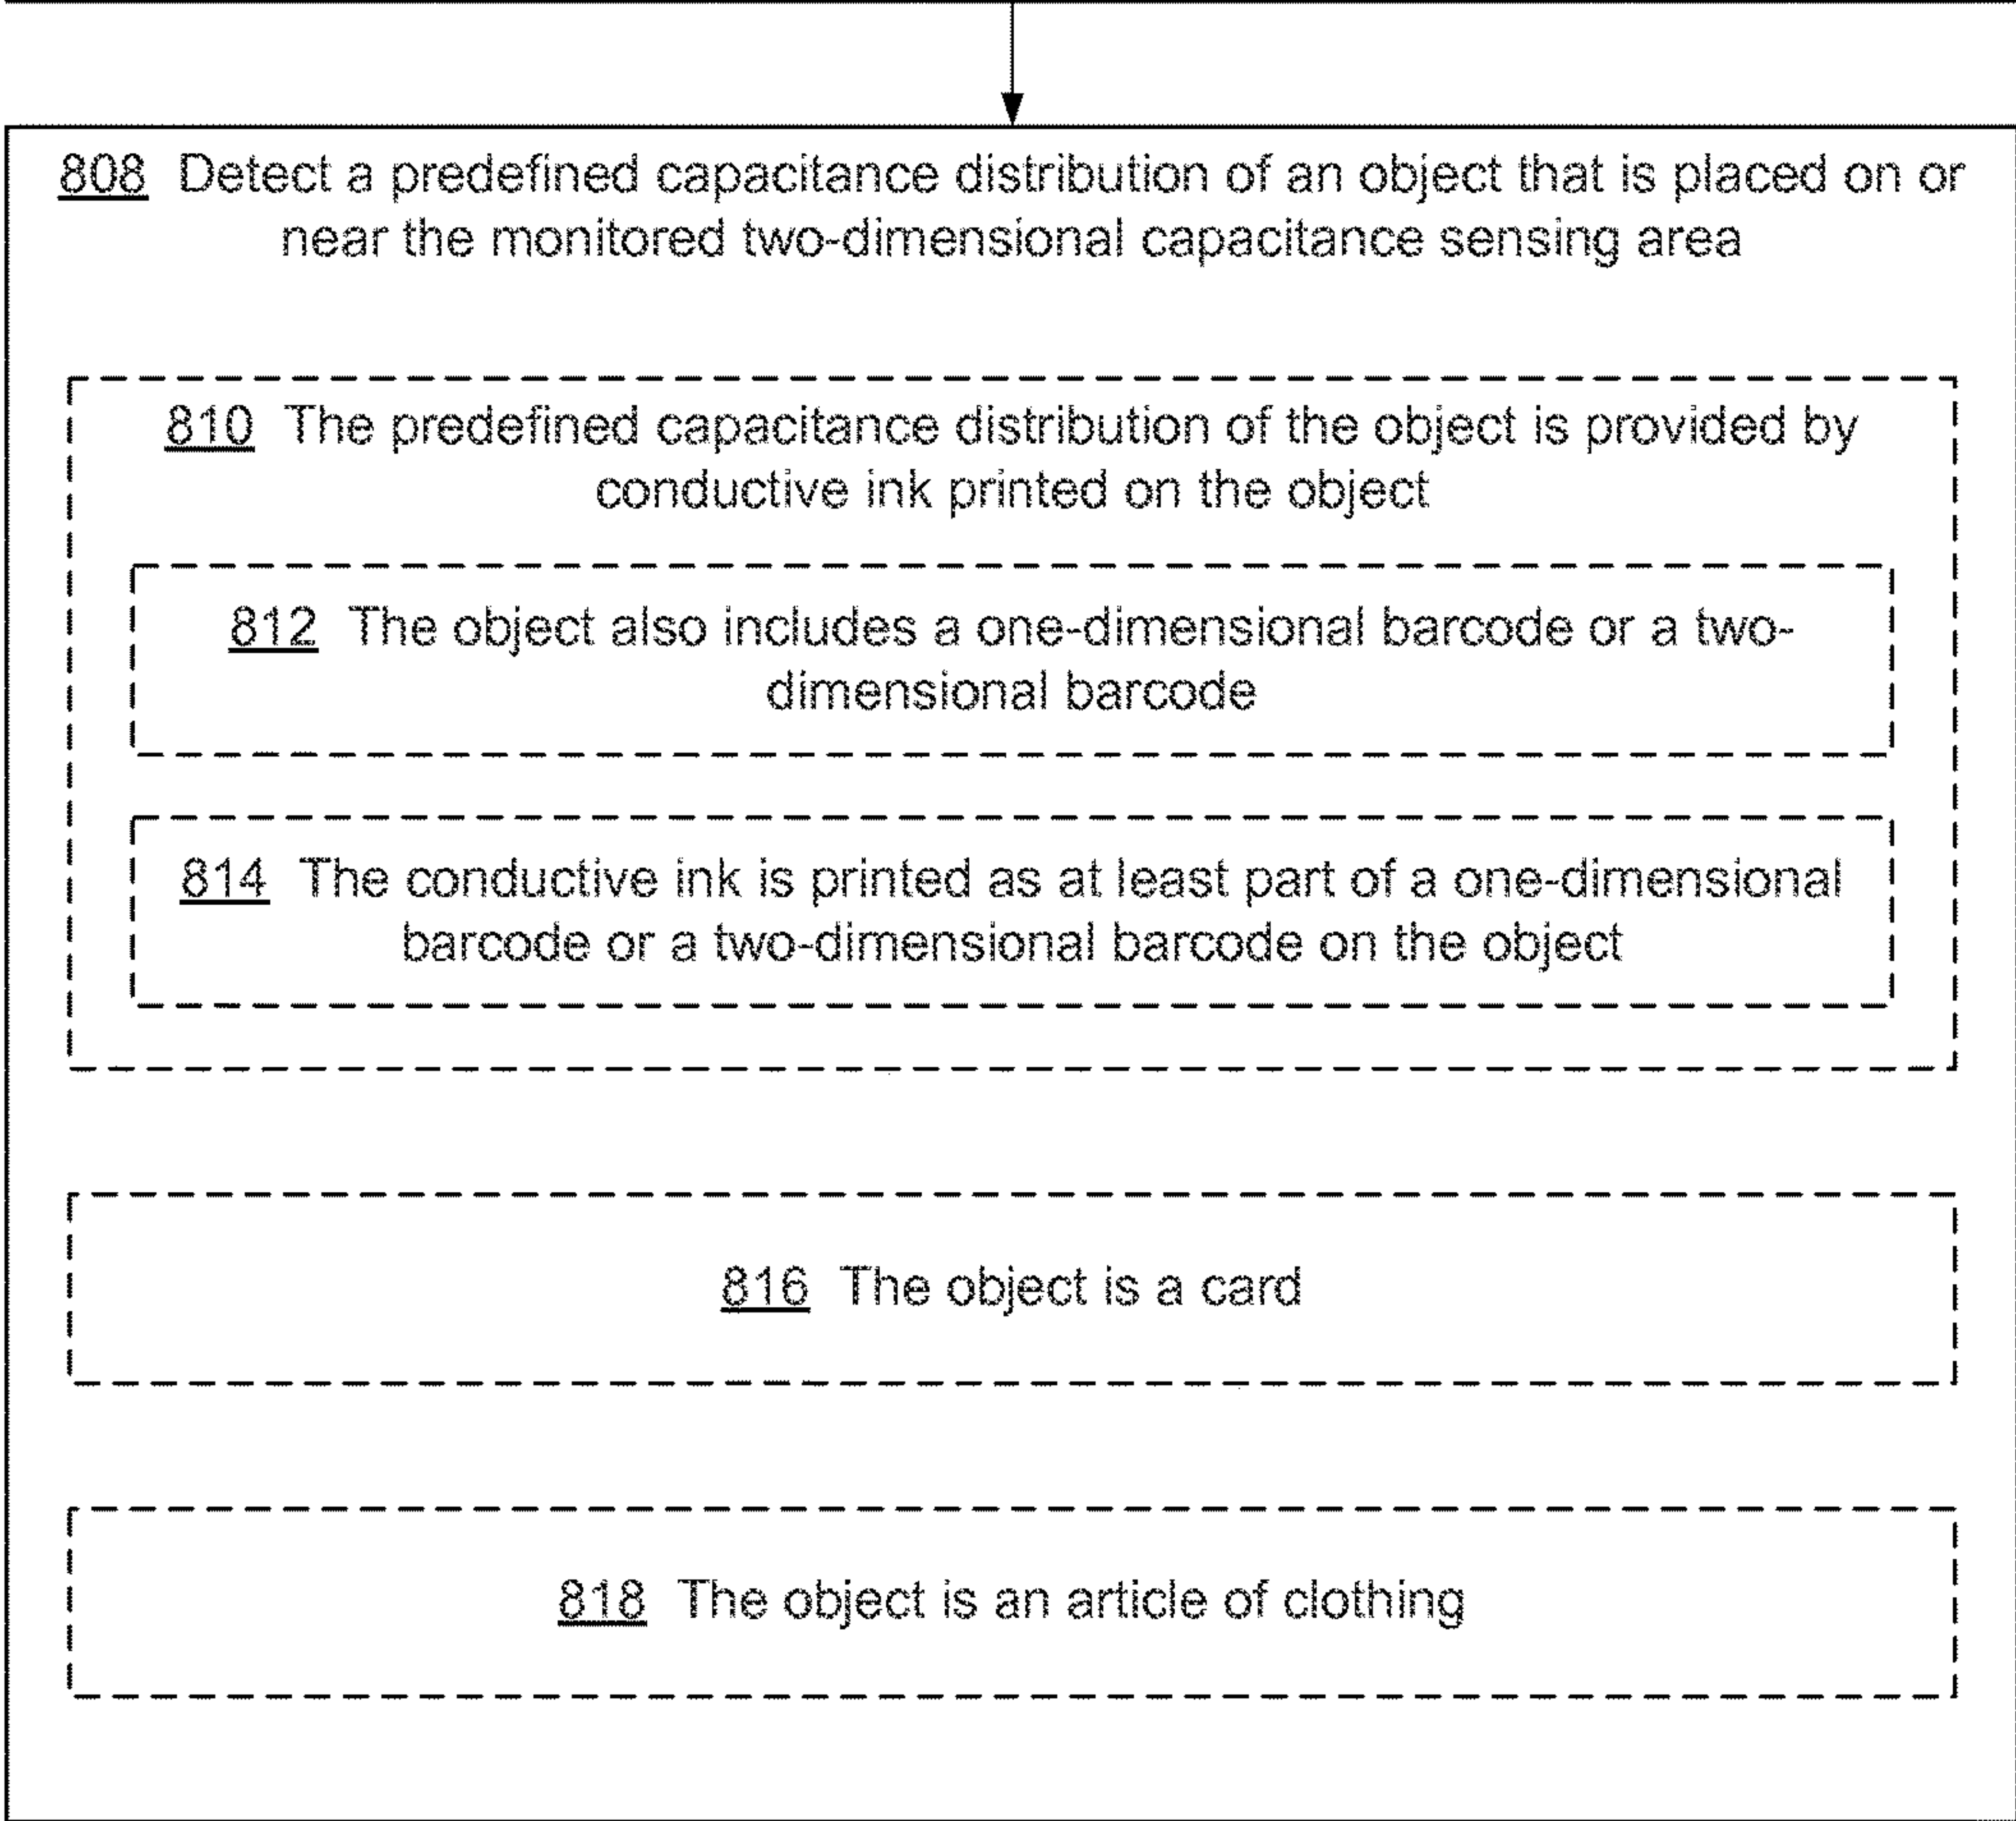 808 Detect a predefined capacitance distribution of an object that is placed on or
near the monitored two-dimensional capacitance sensing area
810 The predefined capacitance distribution of the object is provided by
conductive ink printed on the object
812 The object also includes a one-dimensional barcode or a two-
dimensional barcode
814 The conductive ink is printed as at least part of a one-dimensional
barcode or a two-dimensional barcode on the object
816 The object is a card
818 The object is an article of clothing